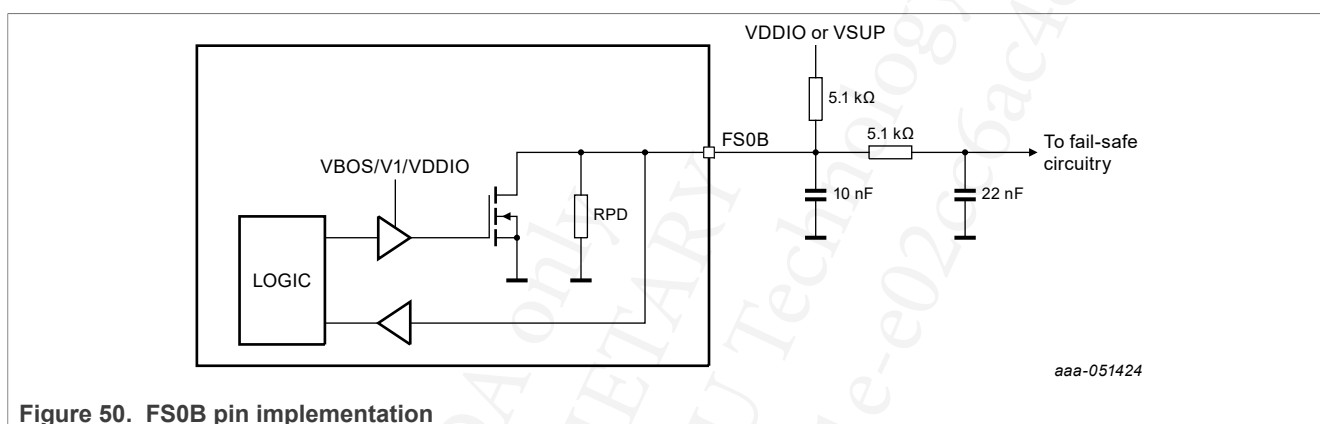 VDDIO or VSUP
5.1 kΩ
5.1 kΩ
FS0B
To fail-safe
circuitry
VBOS/V1/VDDIO
10 nF
22 nF
RPD
LOGIC
aaa-051424
Figure 50. FS0B pin implementation